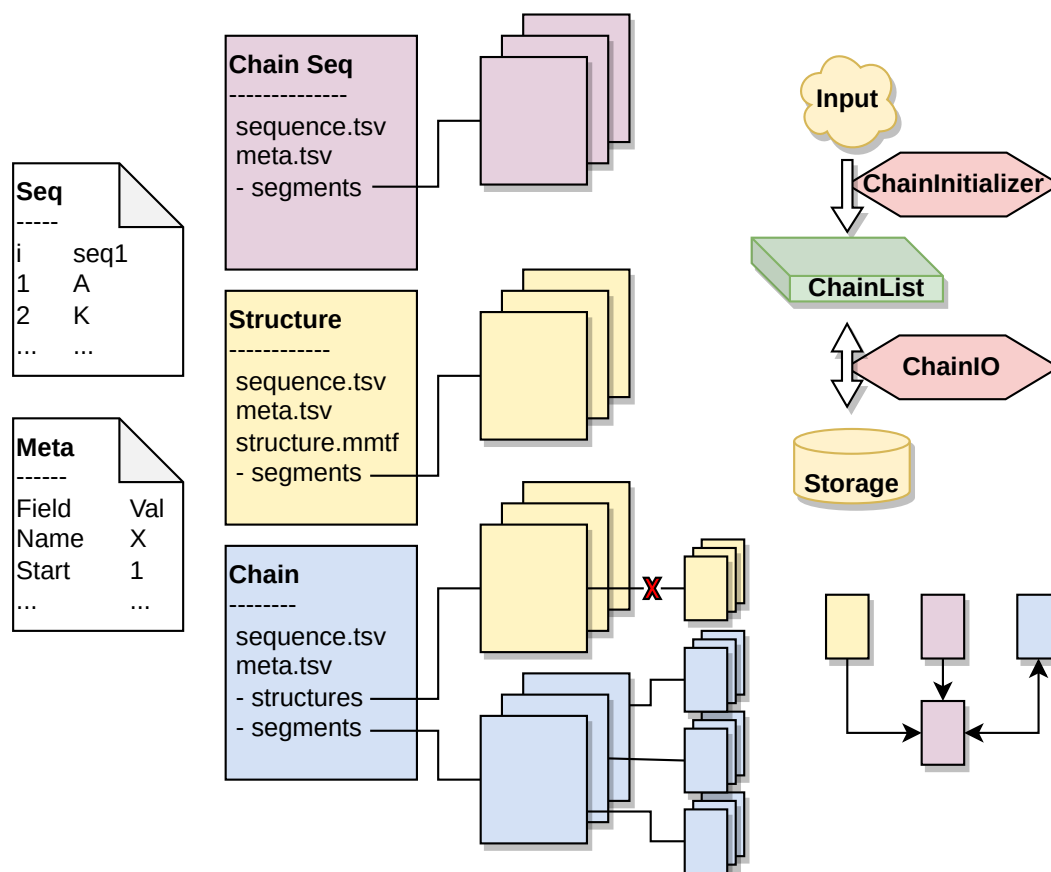 Seq
-----
i seq1
1 A
2 K
... ...
Meta
------
Field Val
Name X
Start 1
... ...
Chain Seq
--------------
sequence.tsv
meta.tsv
- segments
Structure
------------
sequence.tsv
meta.tsv
structure.mmtf
- segments
Chain
--------
sequence.tsv
meta.tsv
- structures
- segments
X
Input
ChainInitializer
ChainList
ChainIO
Storage